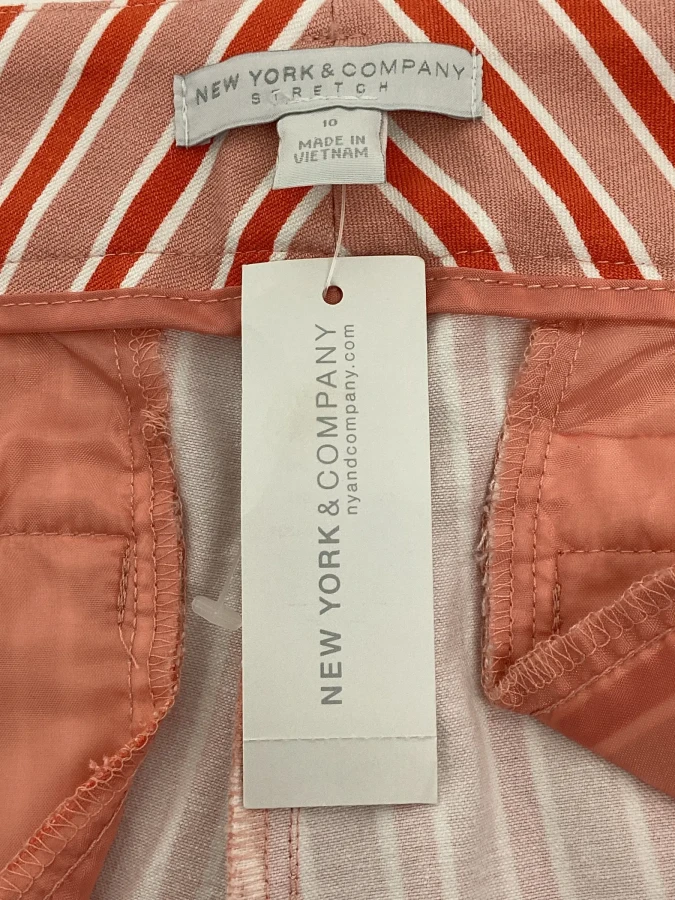 NEW YORK & COMPANY
STRETCH
10
MADE IN
VIETNAM
NEW YORK & COMPANY
nyandcompany.com